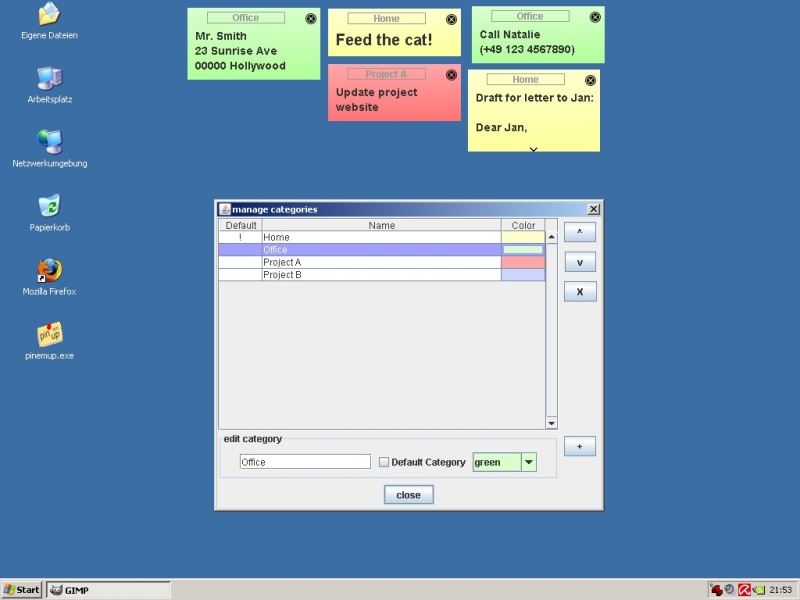 Eigene Dateien
Arbeitsplatz
Netzwerkumgebung
Papierkorb
Mozilla Firefox
pin em up
pinemup.exe
Office
Mr. Smith
23 Sunrise Ave
00000 Hollywood
Home
Feed the cat!
Project A
Update project
website
Office
Call Natalie
(+49 123 4567890)
Home
Draft for letter to Jan:
Dear Jan,
manage categories
Default Name Color
! Home
Office
Project A
Project B
^
v
X
edit category
Office Default Category green
+
close
Start GIMP 21:53